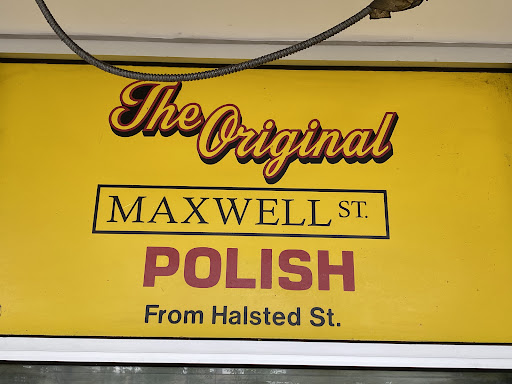 The Original
MAXWELL ST.
POLISH
From Halsted St.